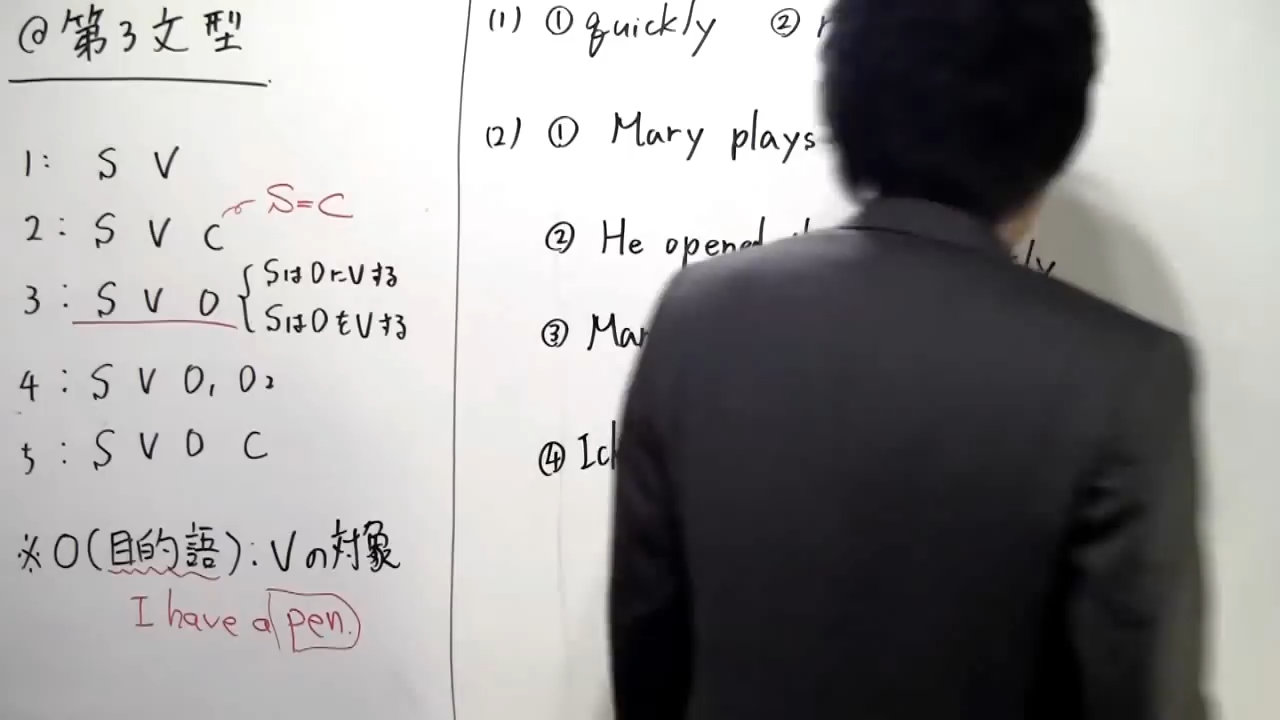 @第3文型
1: S V
2: S V C S=C
3: S V O { SはOにVする
SはOをVする
4: S V O1 O2
5: S V O C
※O(目的語): Vの対象
I have a pen.
(1) ① quickly ②
(2) ① Mary plays
② He opened
③
④